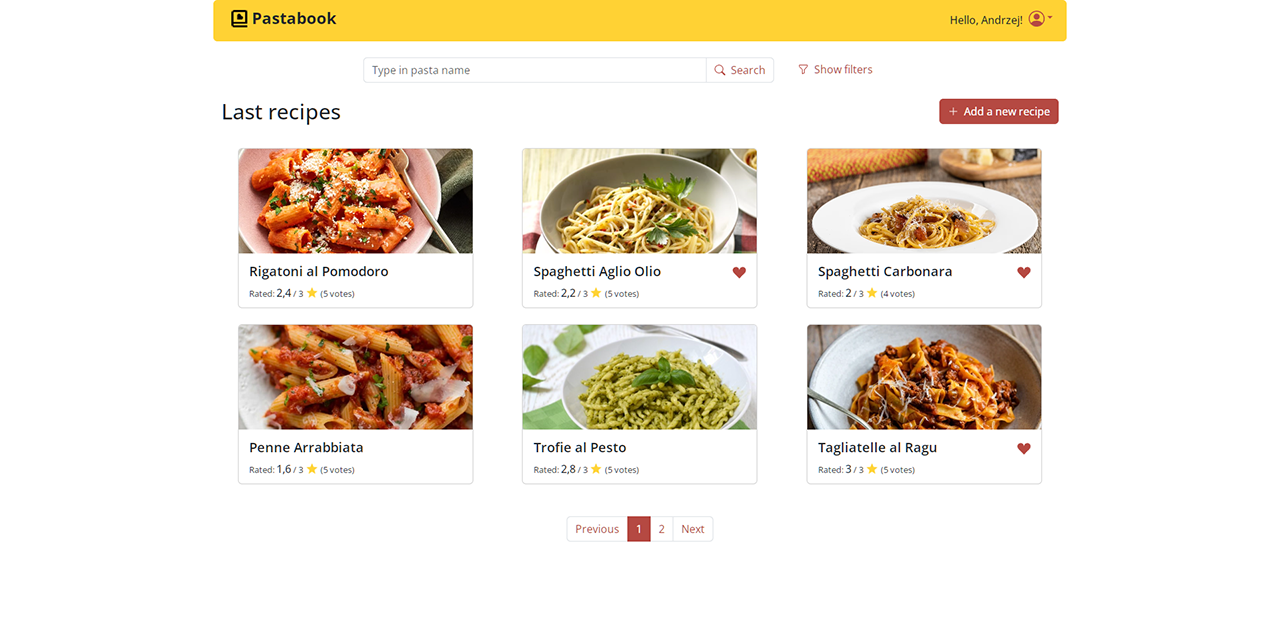 Pastabook
Hello, Andrzej!
Type in pasta name
Search
Show filters
Last recipes
+ Add a new recipe
Rigatoni al Pomodoro
Rated: 2,4 / 3 ⭐ (5 votes)
Spaghetti Aglio Olio
Rated: 2,2 / 3 ⭐ (5 votes)
Spaghetti Carbonara
Rated: 2 / 3 ⭐ (4 votes)
Penne Arrabbiata
Rated: 1,6 / 3 ⭐ (5 votes)
Trofie al Pesto
Rated: 2,8 / 3 ⭐ (5 votes)
Tagliatelle al Ragu
Rated: 3 / 3 ⭐ (5 votes)
Previous 1 2 Next